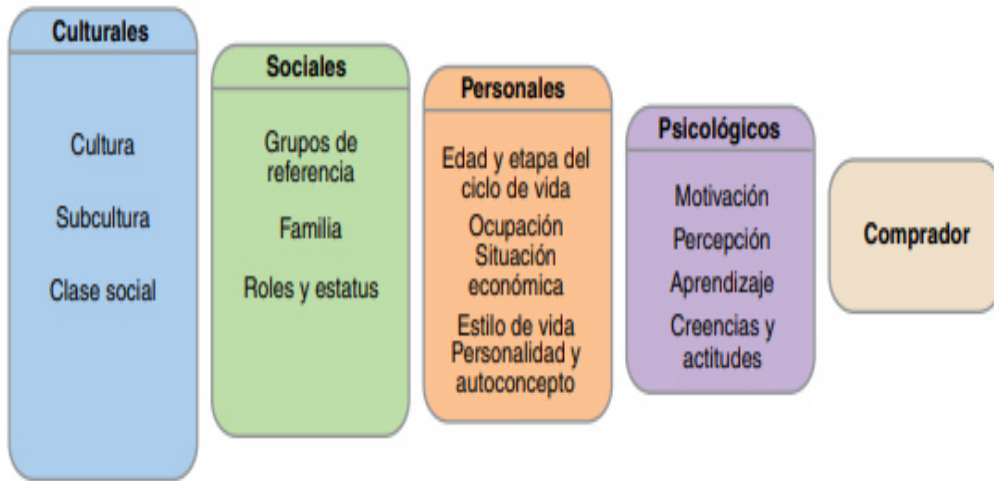 Culturales
Cultura
Subcultura
Clase social
Sociales
Grupos de
referencia
Familia
Roles y estatus
Personales
Edad y etapa del
ciclo de vida
Ocupación
Situación
económica
Estilo de vida
Personalidad y
autoconcepto
Psicológicos
Motivación
Percepción
Aprendizaje
Creencias y
actitudes
Comprador